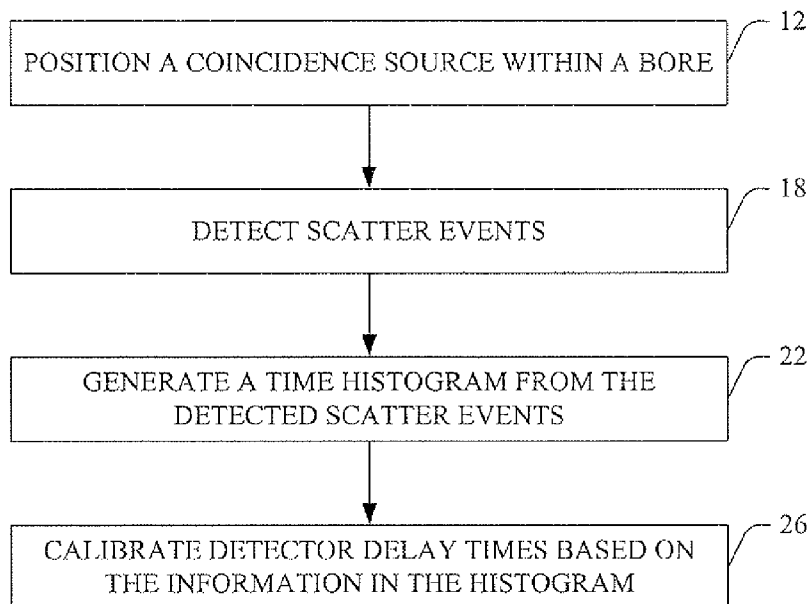 12
POSITION A COINCIDENCE SOURCE WITHIN A BORE
18
DETECT SCATTER EVENTS
22
GENERATE A TIME HISTOGRAM FROM THE
DETECTED SCATTER EVENTS
26
CALIBRATE DETECTOR DELAY TIMES BASED ON
THE INFORMATION IN THE HISTOGRAM